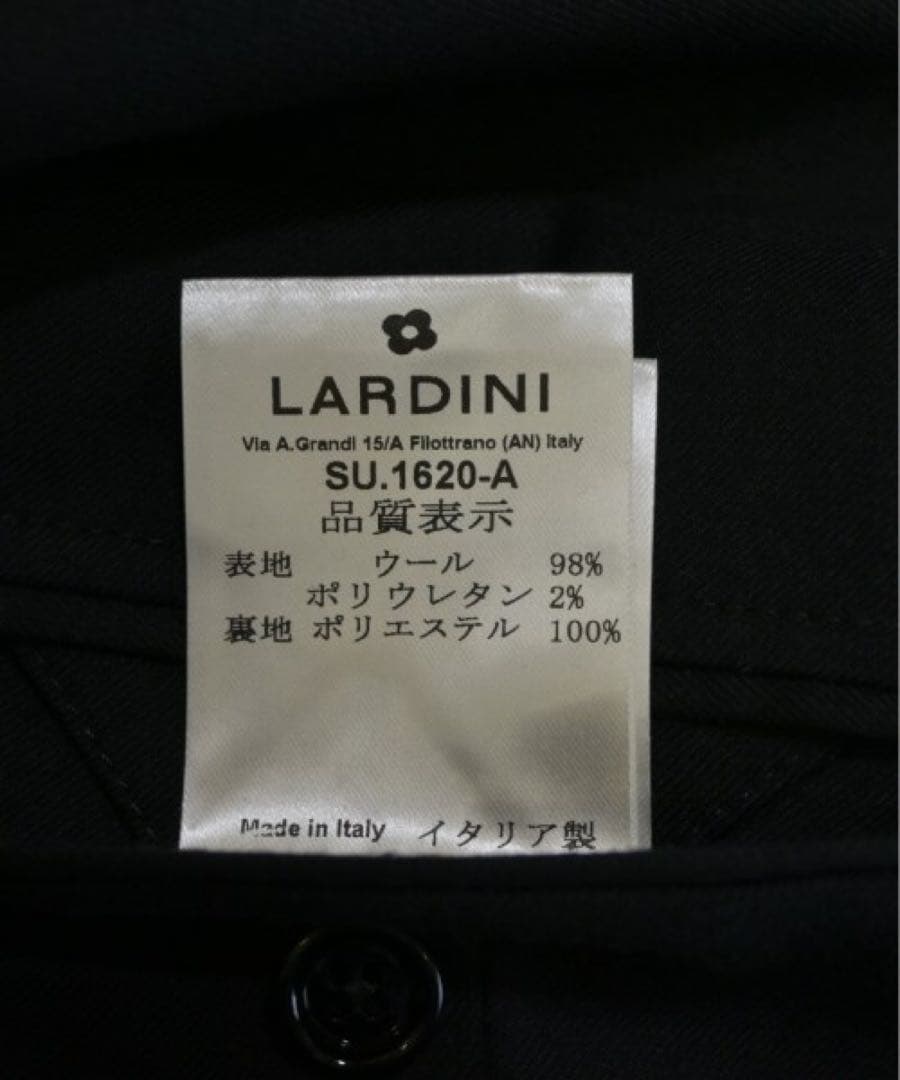 LARDINI
Via A.Grandi 15/A Filottrano (AN) Italy
SU.1620-A
品質表示
表地 ウール 98%
ポリウレタン 2%
裏地 ポリエステル 100%
Made in Italy イタリア製